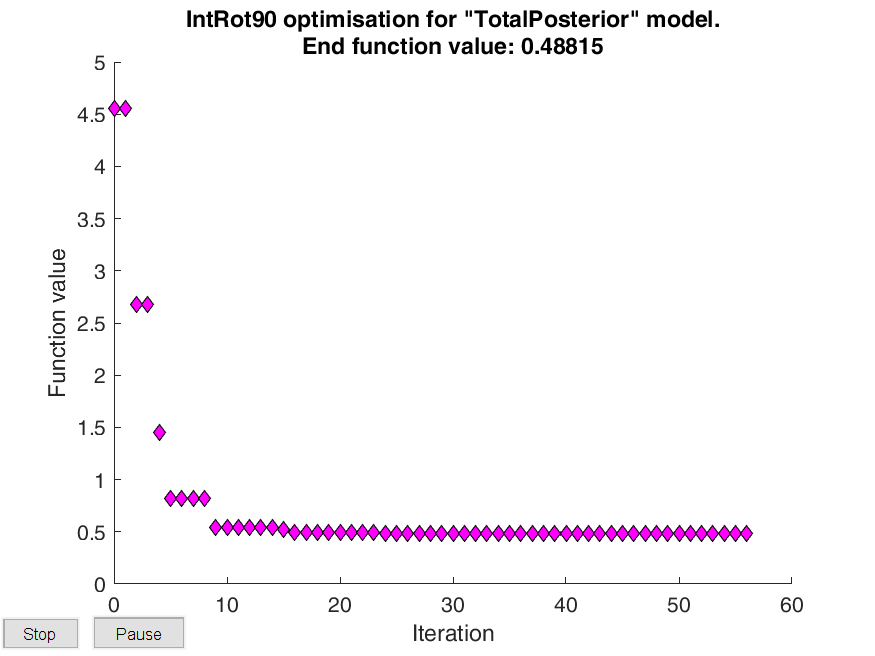 IntRot90 optimisation for "TotalPosterior" model.
End function value: 0.48815
5
4.5
4
3.5
3
2.5
2
1.5
1
0.5
0
Function value
0 10 20 30 40 50 60
Iteration
Stop Pause